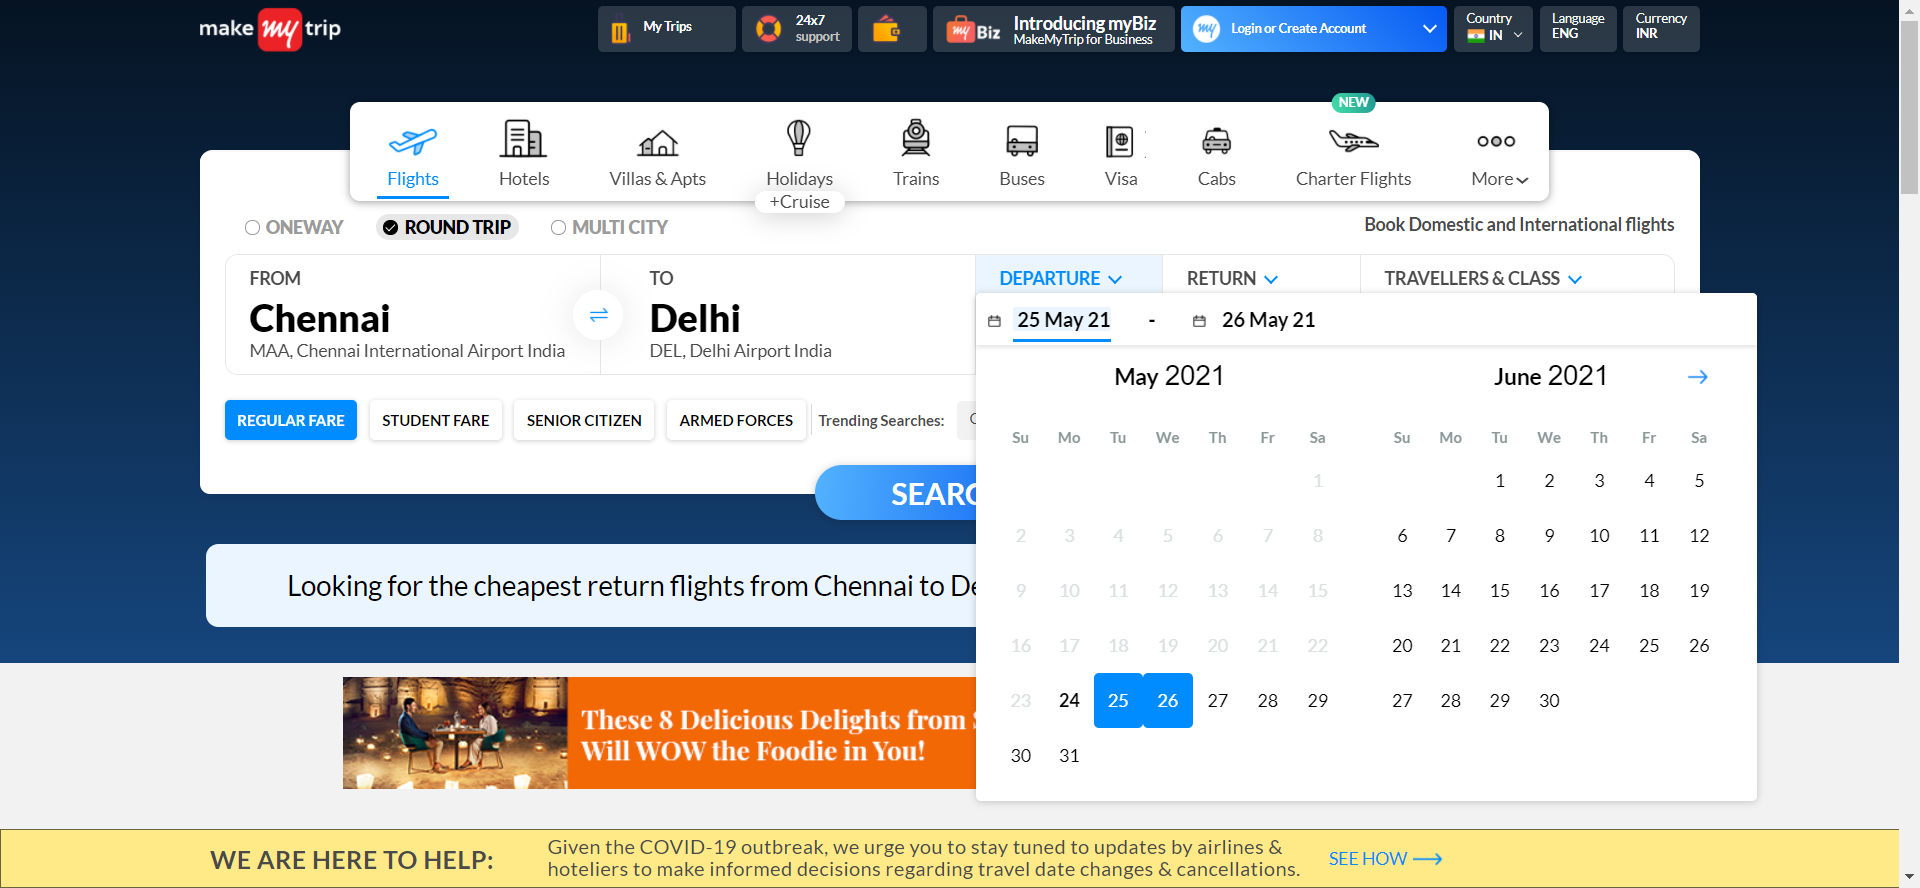 make my trip
My Trips
24x7
support
my Biz
Introducing myBiz
MakeMyTrip for Business
my
Login or Create Account
Country
IN
Language
ENG
Currency
INR
NEW
Flights
Hotels
Villas & Apts
Holidays
+Cruise
Trains
Buses
Visa
Cabs
Charter Flights
More
ONEWAY
ROUND TRIP
MULTI CITY
Book Domestic and International flights
FROM
Chennai
MAA, Chennai International Airport India
TO
Delhi
DEL, Delhi Airport India
DEPARTURE
RETURN
TRAVELLERS & CLASS
25 May 21 - 26 May 21
May 2021
Su Mo Tu We Th Fr Sa
1
2 3 4 5 6 7 8
9 10 11 12 13 14 15
16 17 18 19 20 21 22
23 24 25 26 27 28 29
30 31
June 2021
Su Mo Tu We Th Fr Sa
1 2 3 4 5
6 7 8 9 10 11 12
13 14 15 16 17 18 19
20 21 22 23 24 25 26
27 28 29 30
REGULAR FARE
STUDENT FARE
SENIOR CITIZEN
ARMED FORCES
Trending Searches:
SEARC
Looking for the cheapest return flights from Chennai to De
These 8 Delicious Delights from
Will WOW the Foodie in You!
WE ARE HERE TO HELP:
Given the COVID-19 outbreak, we urge you to stay tuned to updates by airlines &
hoteliers to make informed decisions regarding travel date changes & cancellations.
SEE HOW